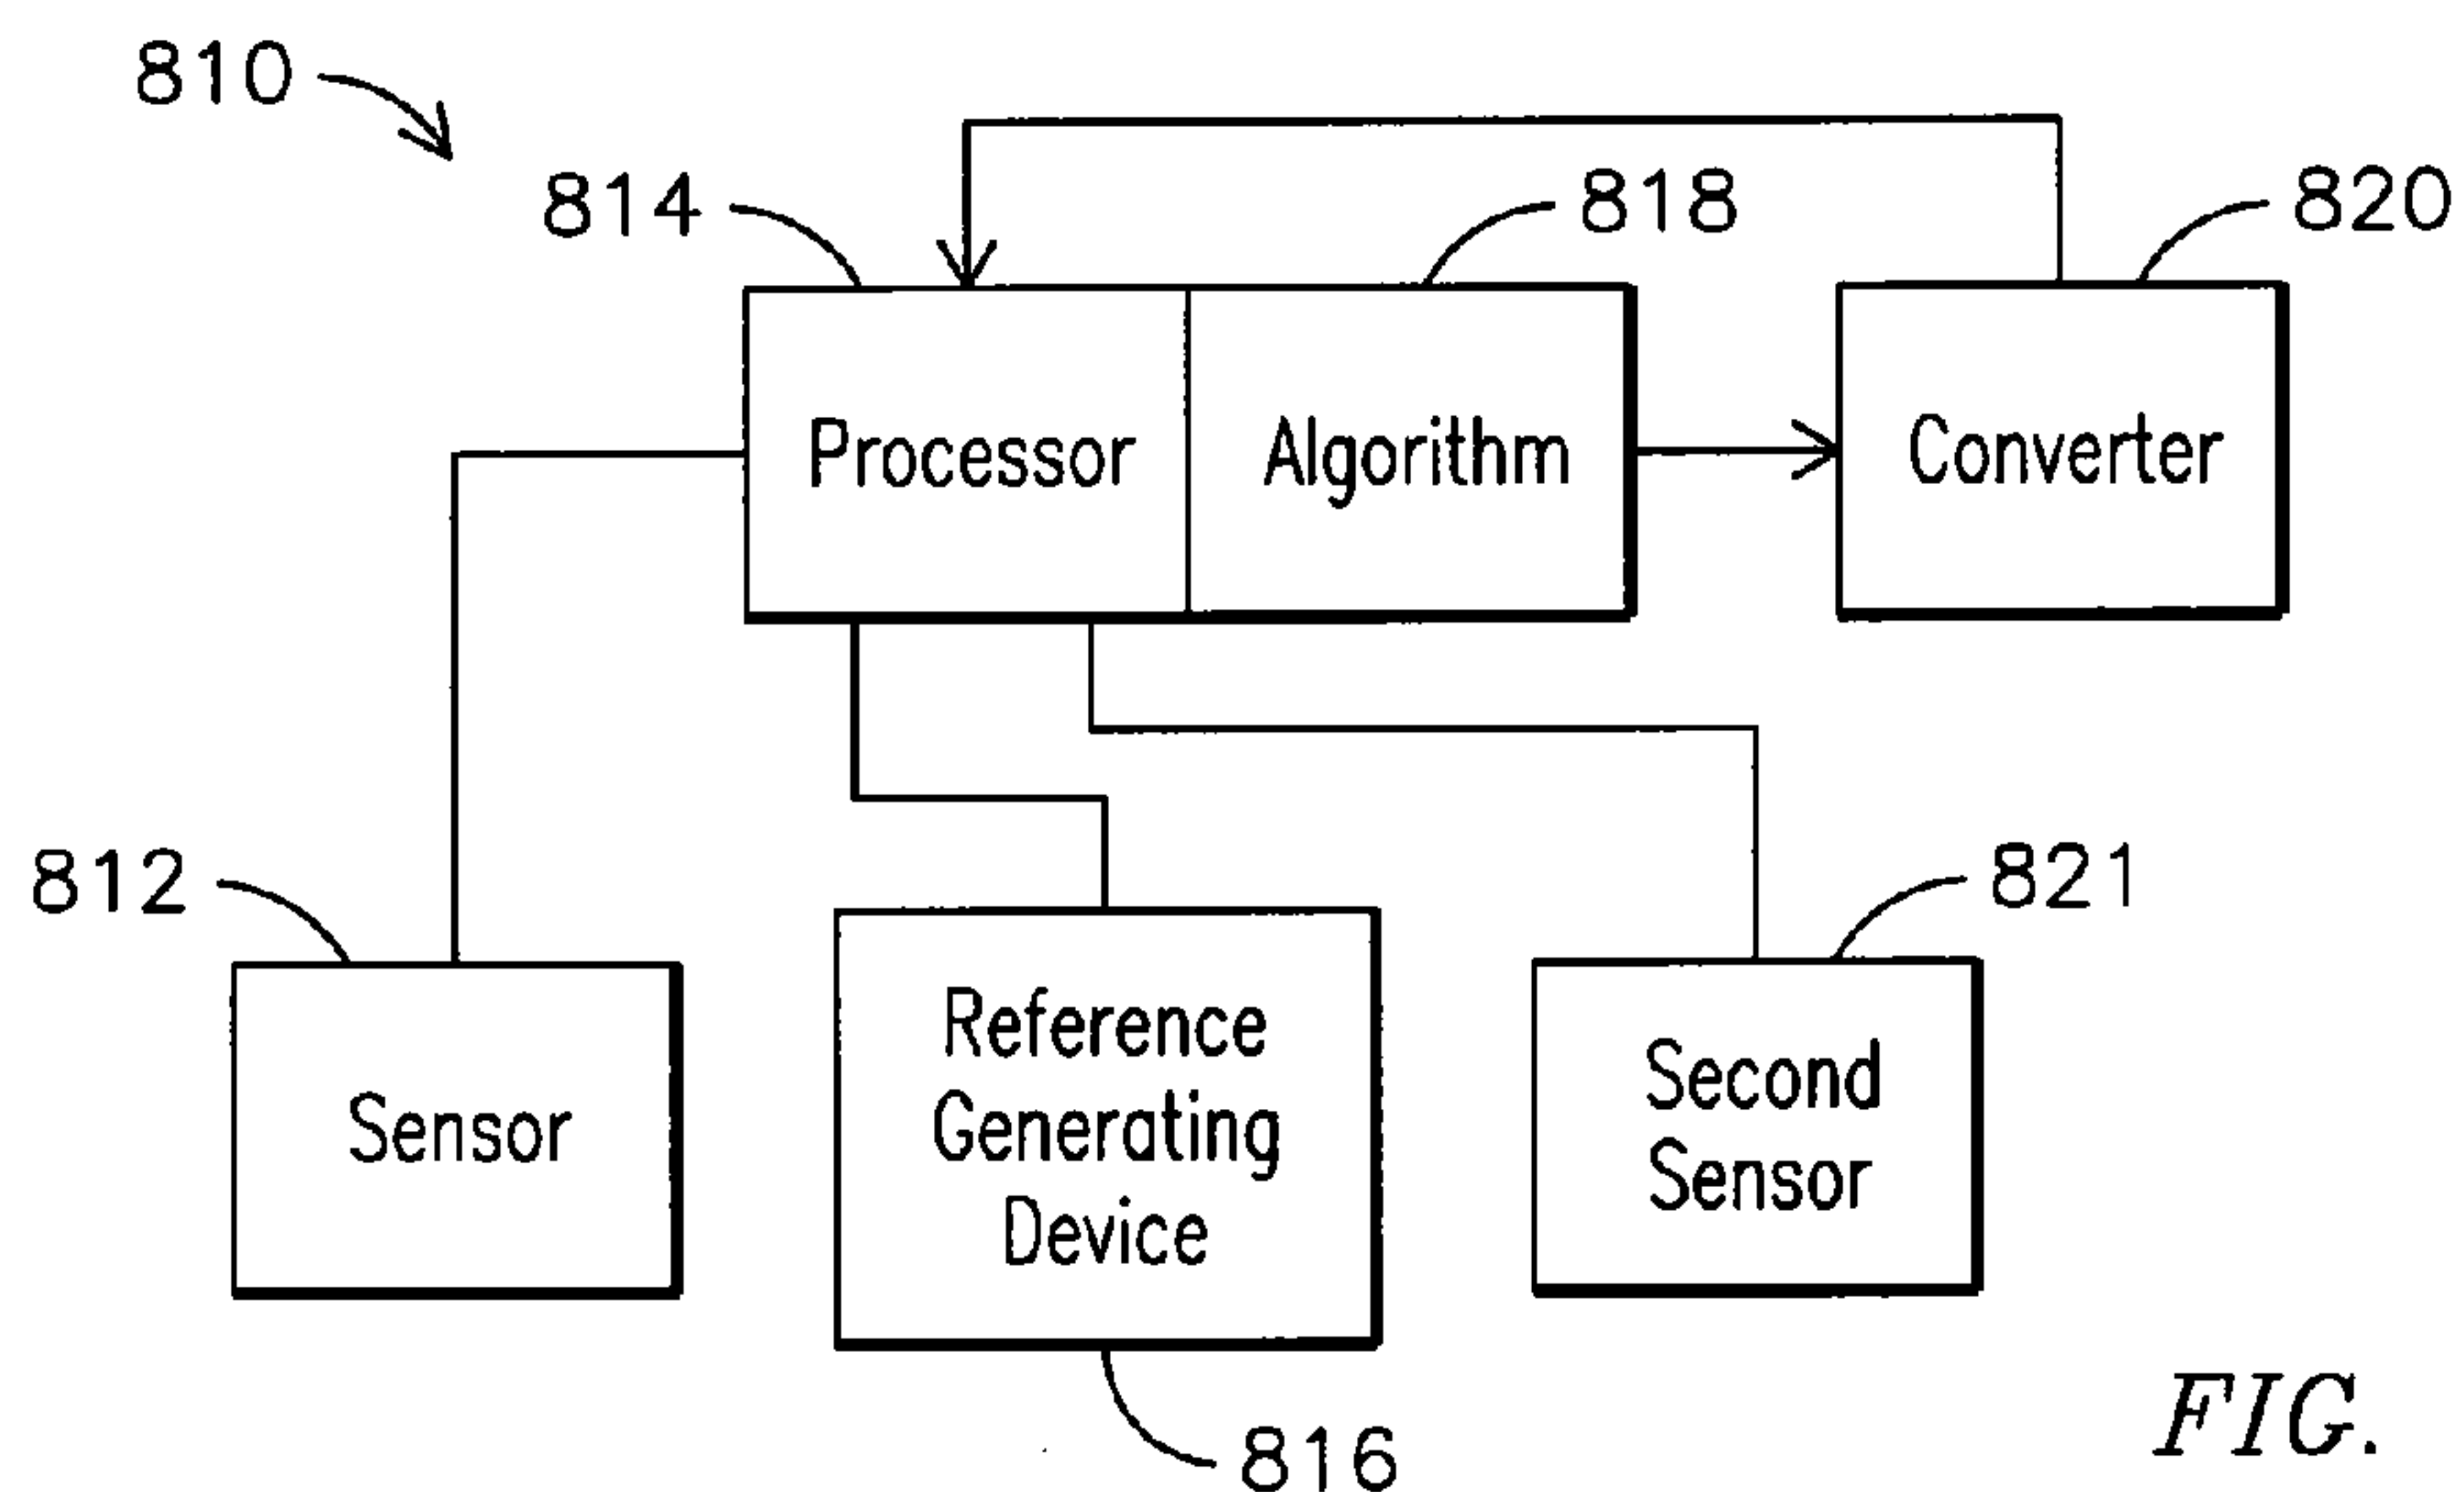 810
814
818
820
Processor
Algorithm
Converter
812
821
Sensor
Reference
Generating
Device
Second
Sensor
816
FIG.